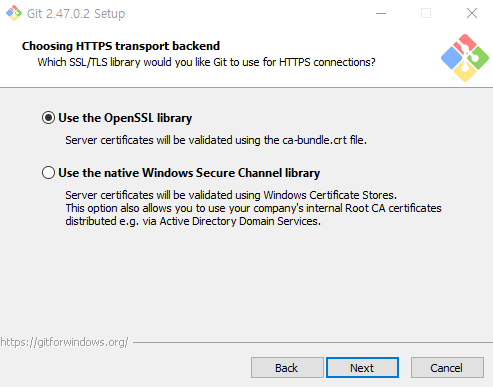 Git 2.47.0.2 Setup
Choosing HTTPS transport backend
Which SSL/TLS library would you like Git to use for HTTPS connections?
Use the OpenSSL library
Server certificates will be validated using the ca-bundle.crt file.
Use the native Windows Secure Channel library
Server certificates will be validated using Windows Certificate Stores.
This option also allows you to use your company's internal Root CA certificates
distributed e.g. via Active Directory Domain Services.
https://gitforwindows.org/
Back Next Cancel